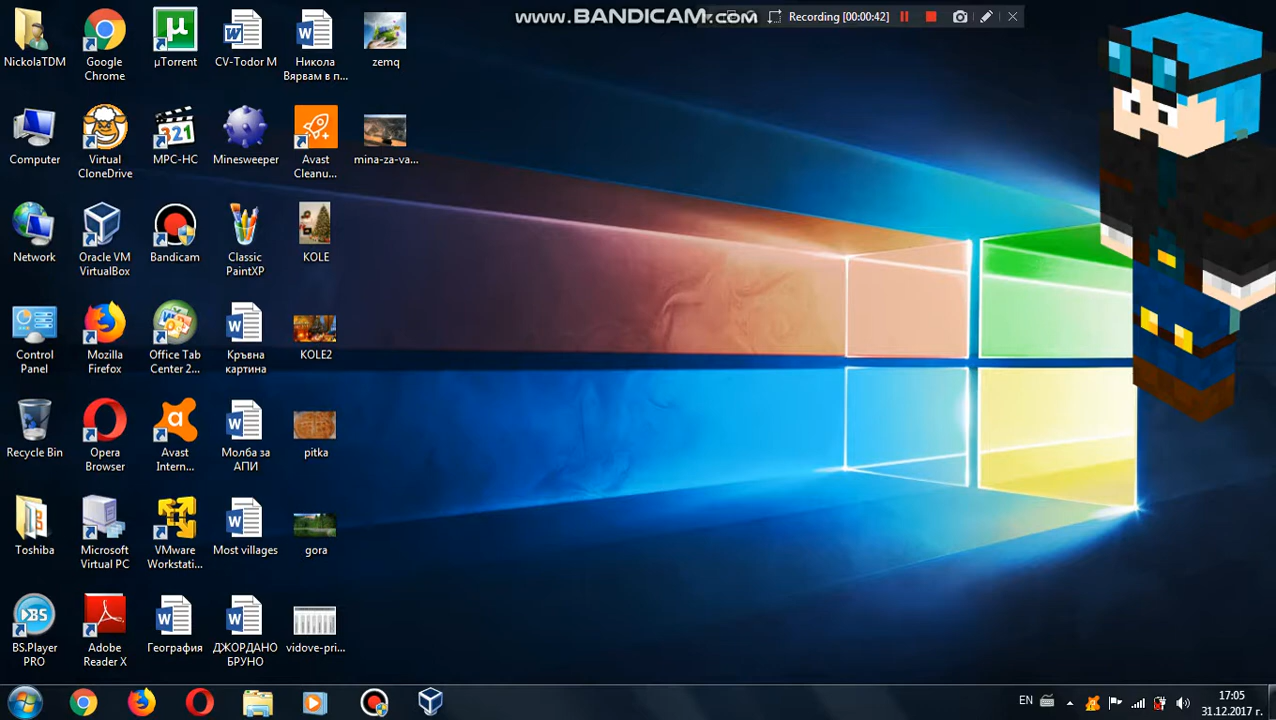 www.BANDICAM.com
Recording [00:00:00]
NickolaTDM
Google
Chrome
µTorrent
CV-Todor M
Никола
Вярвам в п...
zemq
Computer
Virtual
CloneDrive
MPC-HC
321
Minesweeper
Avast
Cleanu...
mina-za-va...
Network
Oracle VM
VirtualBox
Bandicam
Classic
PaintXP
KOLE
Control
Panel
Mozilla
Firefox
Office Tab
Center 2...
Кръвна
картина
KOLE2
Recycle Bin
Opera
Browser
Avast
Intern...
Молба за
АПИ
pitka
Toshiba
Microsoft
Virtual PC
VMware
Workstati...
Most villages
gora
BS
BS.Player
PRO
Adobe
Reader X
География
ДЖОРДАНО
БРУНО
vidove-pri...
EN
17:05
31.12.2017 г.